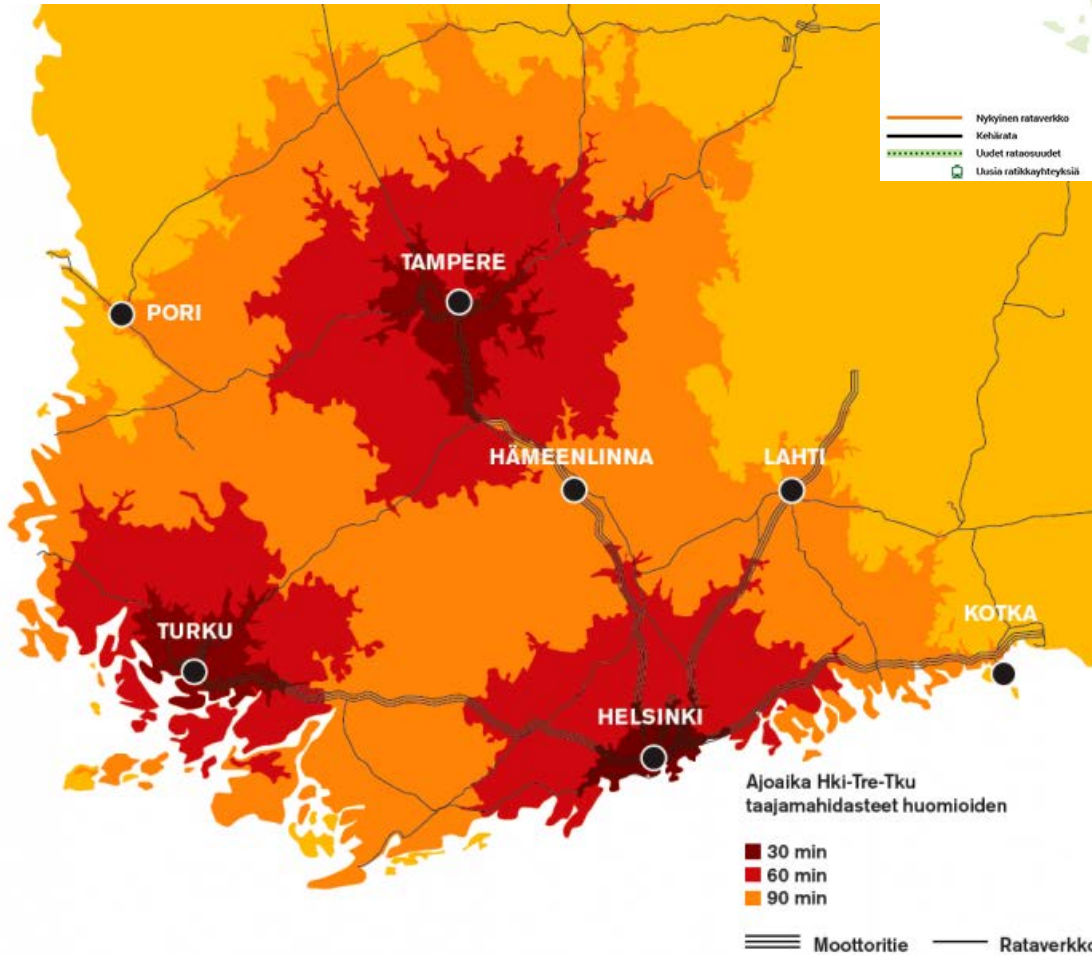 Nykyinen rataverkko
Kehärata
Uudet rataosuudet
Uusia ratikkayhteyksiä
TAMPERE
PORI
HÄMEENLINNA
LAHTI
TURKU
KOTKA
HELSINKI
Ajoaika Hki-Tre-Tku
taajamahidasteet huomioiden
30 min
60 min
90 min
Moottoritie
Rataverkko